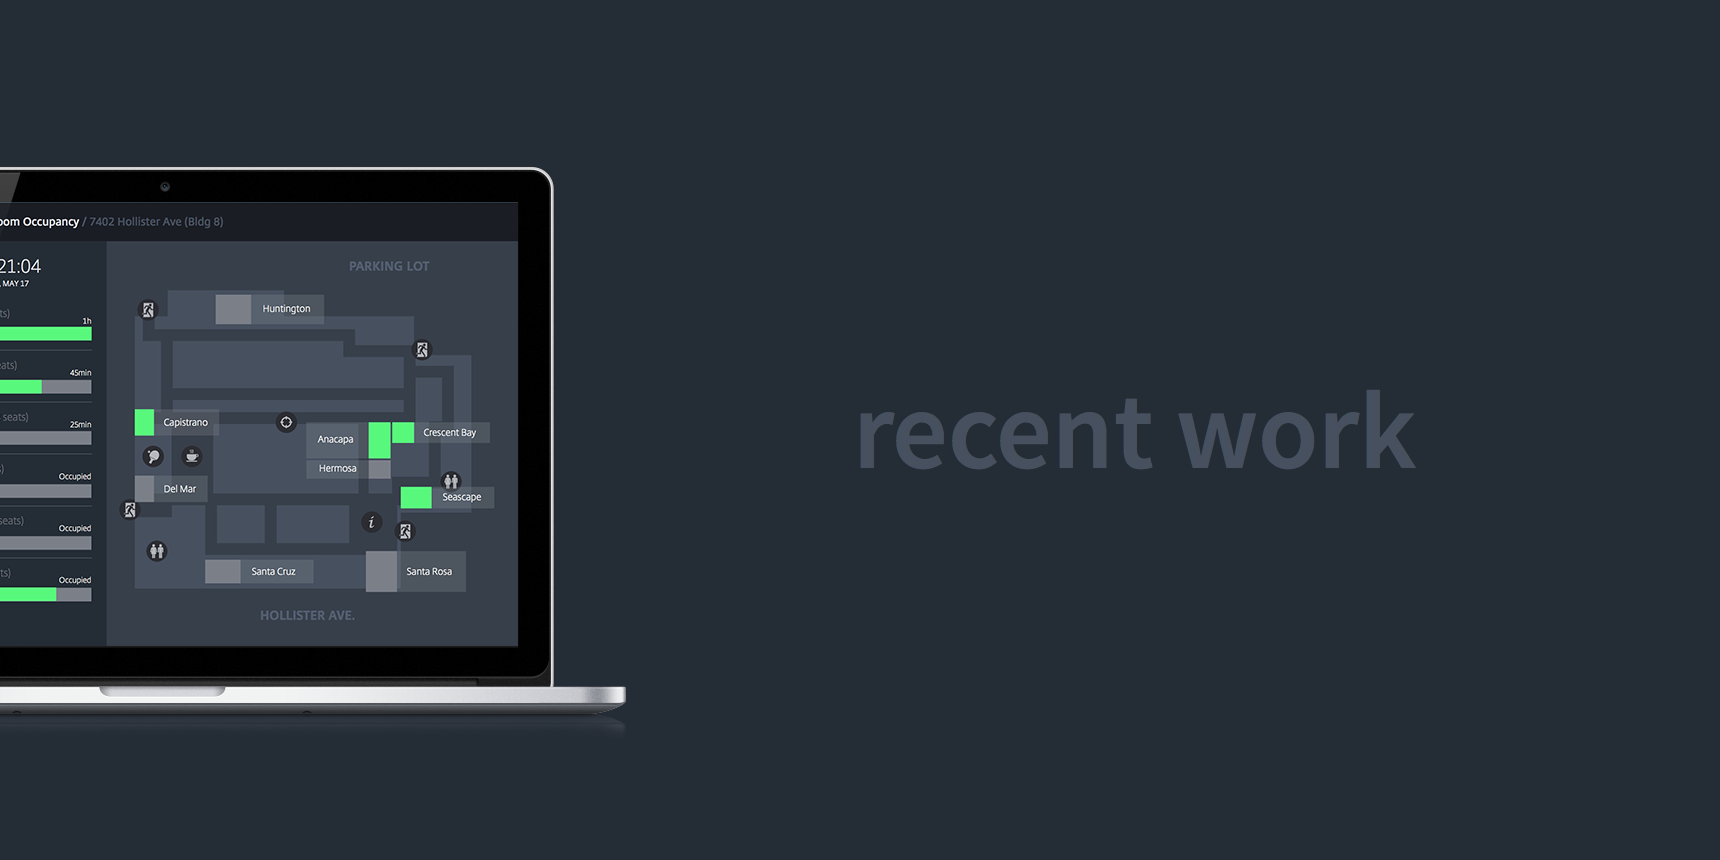 oom Occupancy / 7402 Hollister Ave (Bldg 8)
21:04
, MAY 17
ts)
1h
eats)
45min
seats)
25min
s)
Occupied
seats)
Occupied
ts)
Occupied
PARKING LOT
Huntington
Capistrano
Anacapa
Crescent Bay
Hermosa
Del Mar
Seascape
i
Santa Cruz
Santa Rosa
HOLLISTER AVE.
recent work